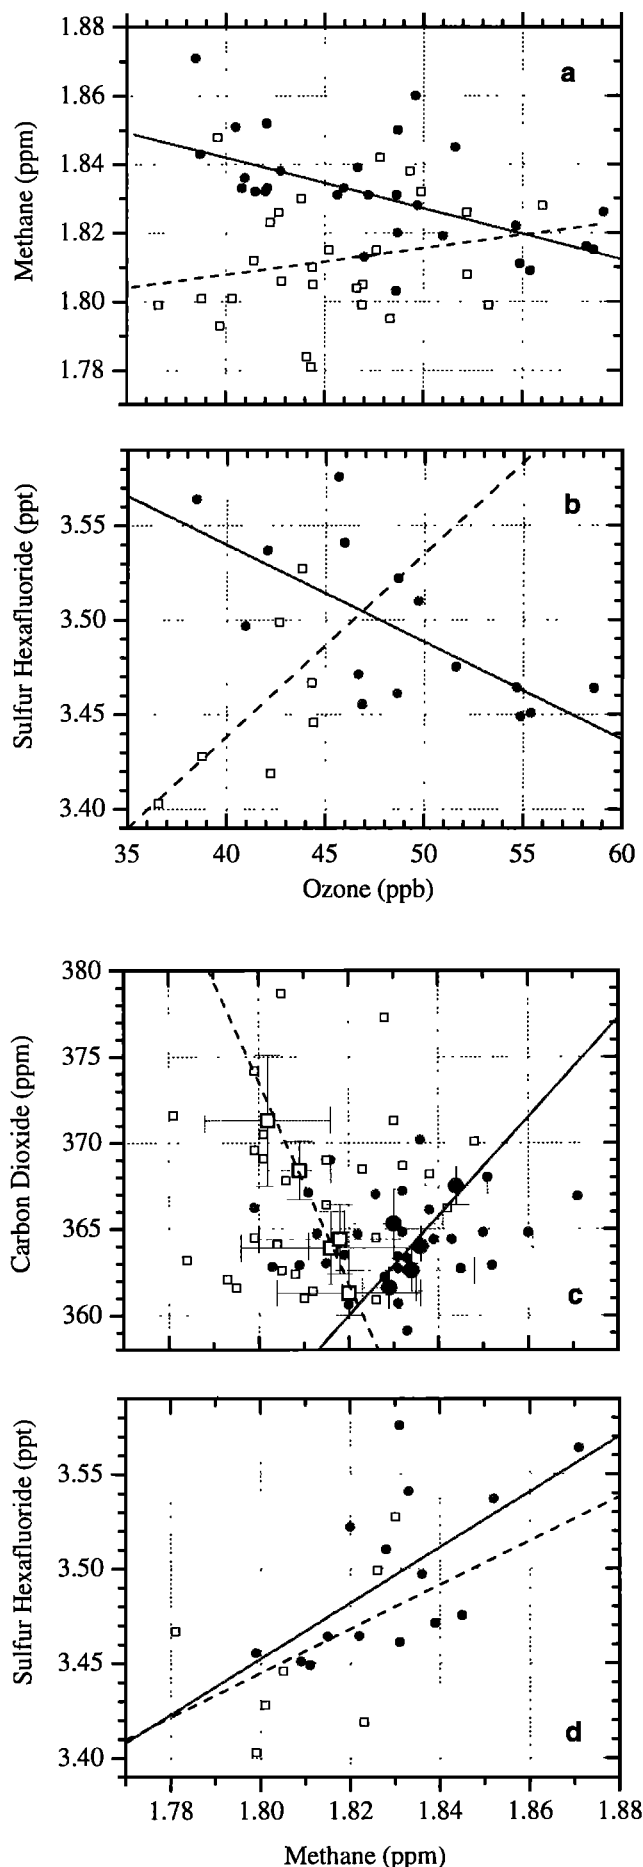 1.88
1.86
1.84
1.82
1.80
1.78
Methane (ppm)
a
3.55
3.50
3.45
3.40
Sulfur Hexafluoride (ppt)
b
35 40 45 50 55 60
Ozone (ppb)
380
375
370
365
360
Carbon Dioxide (ppm)
c
3.55
3.50
3.45
3.40
Sulfur Hexafluoride (ppt)
d
1.78 1.80 1.82 1.84 1.86 1.88
Methane (ppm)